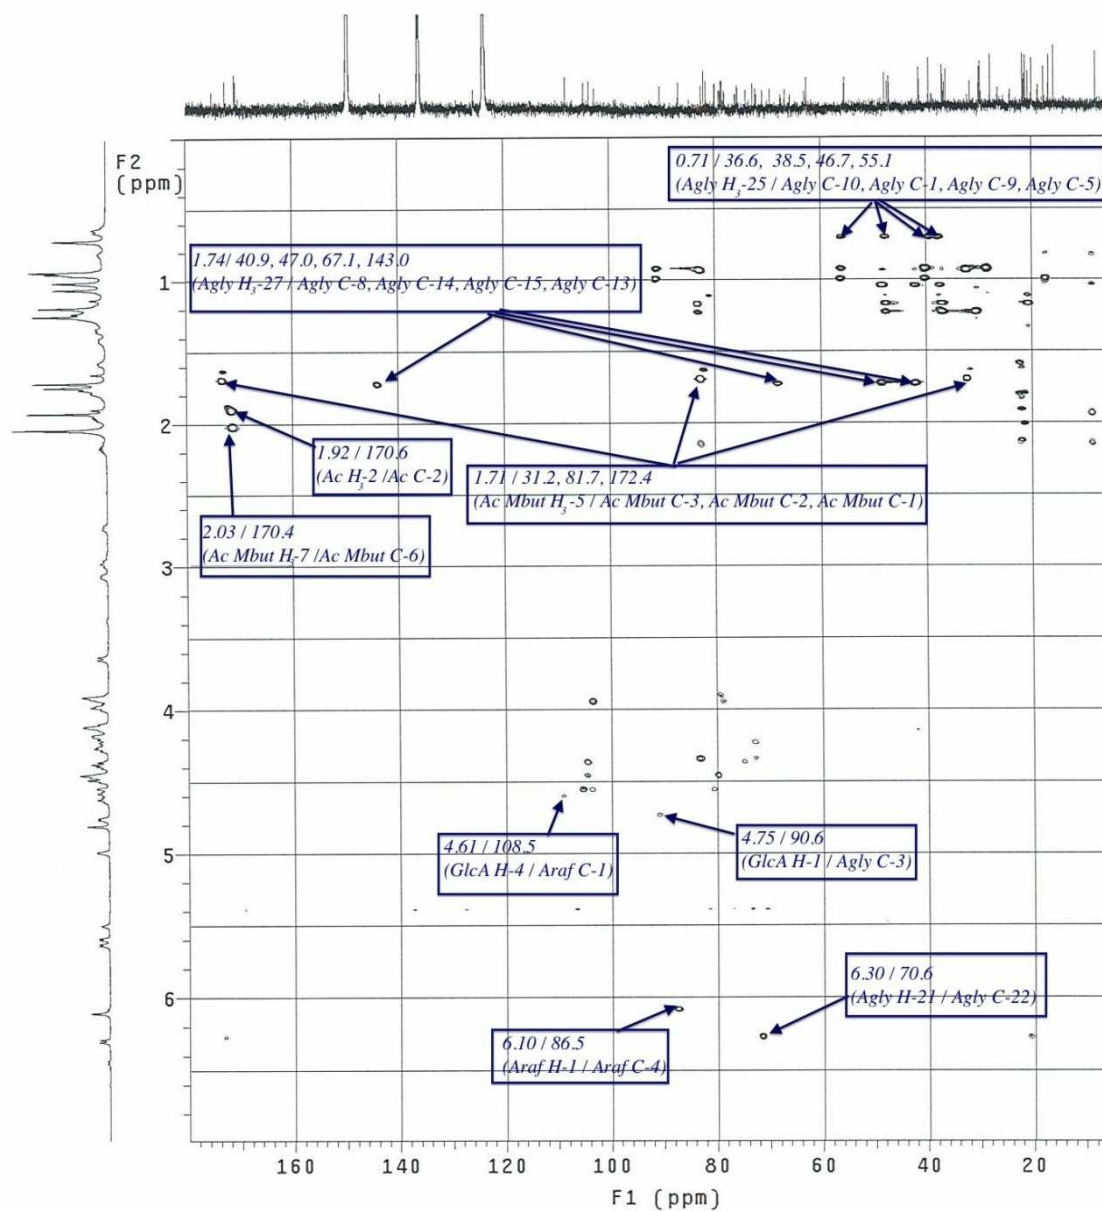 F2
(ppm)
0.71 / 36.6, 38.5, 46.7, 55.1
(Agly H₃-25 / Agly C-10, Agly C-1, Agly C-9, Agly C-5)
1.74/ 40.9, 47.0, 67.1, 143.0
(Agly H₃-27 / Agly C-8, Agly C-14, Agly C-15, Agly C-13)
1
2
1.92 / 170.6
(Ac H₃-2 /Ac C-2)
1.71 / 31.2, 81.7, 172.4
(Ac Mbut H₃-5 / Ac Mbut C-3, Ac Mbut C-2, Ac Mbut C-1)
2.03 / 170.4
(Ac Mbut H₃-7 /Ac Mbut C-6)
3
4
4.61 / 108.5
(GlcA H-4 / Araf C-1)
4.75 / 90.6
(GlcA H-1 / Agly C-3)
5
6.30 / 70.6
(Agly H-21 / Agly C-22)
6
6.10 / 86.5
(Araf H-1 / Araf C-4)
160 140 120 100 80 60 40 20
F1 (ppm)